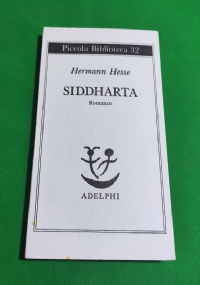 Piccola Biblioteca 32
Hermann Hesse
SIDDHARTA
Romanzo
ADELPHI